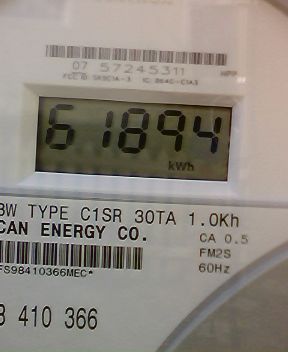 07 57245311
61894
kWh
3W TYPE C1SR 30TA 1.0Kh
CAN ENERGY CO.
CA 0.5
FM2S
FS98410366MEC*
60Hz
410 366